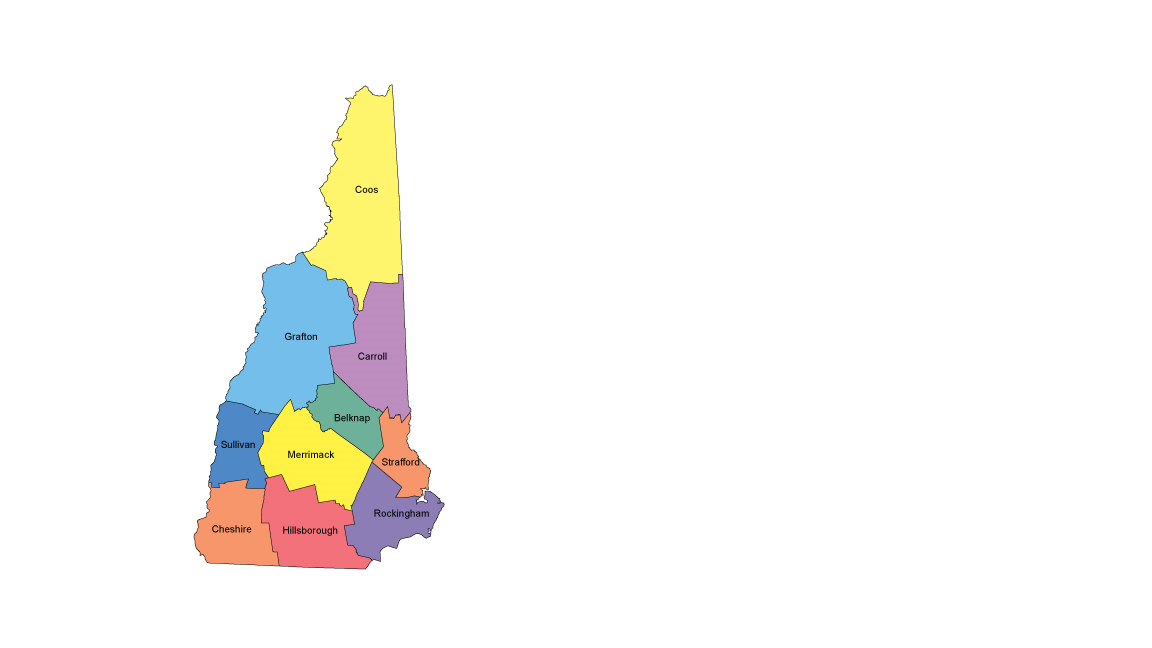 Coos
Grafton
Carroll
Belknap
Sullivan
Merrimack
Strafford
Rockingham
Cheshire
Hillsborough